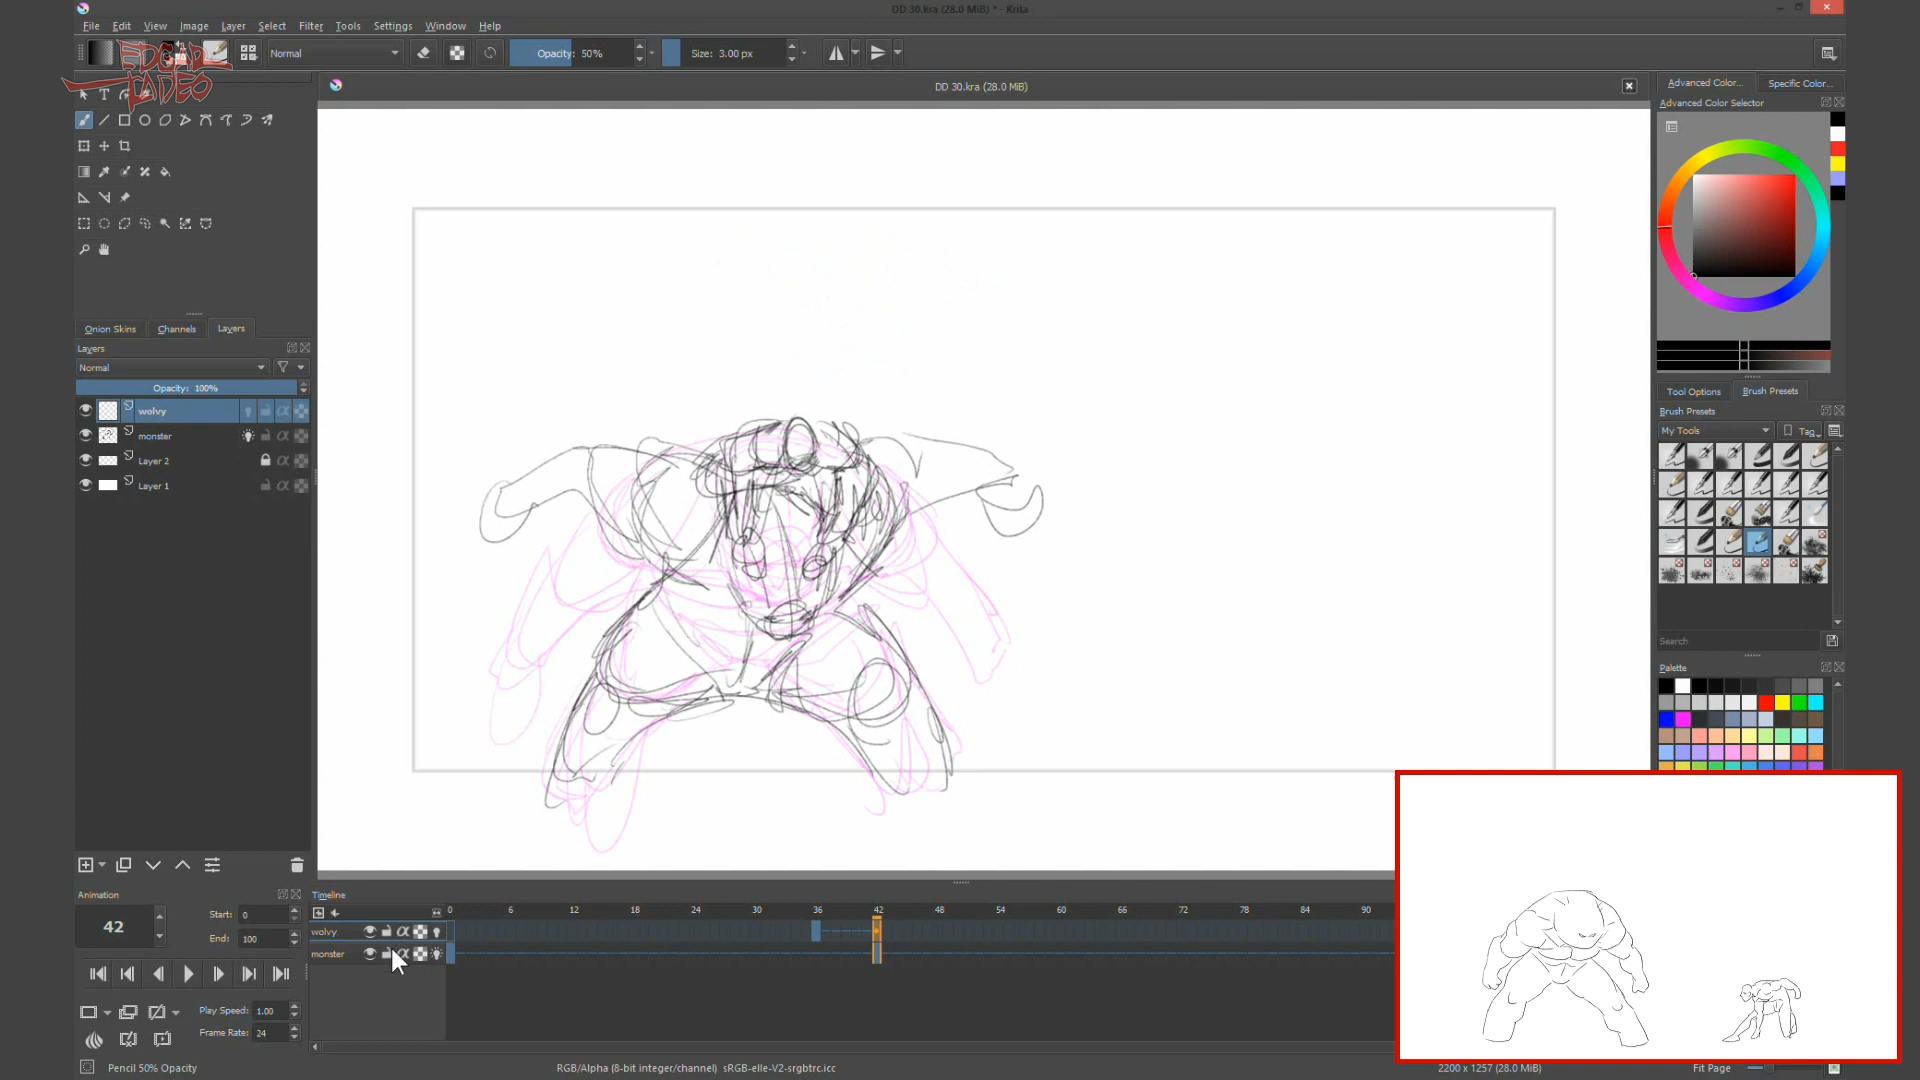 DD 30.kra (28.0 MiB) * - Krita
File Edit View Image Layer Select Filter Tools Settings Window Help
EDGAR TADEO
Normal
Opacity: 50%
Size: 3.00 px
DD 30.kra (28.0 MiB)
Advanced Color... Specific Color...
Advanced Color Selector
Onion Skins Channels Layers
Layers
Normal
Opacity: 100%
wolvy
monster
Layer 2
Layer 1
Tool Options Brush Presets
Brush Presets
My Tools Tag
Search
Palette
Animation
42
Start: 0
End: 100
Play Speed: 1.00
Frame Rate: 24
Timeline
0 6 12 18 24 30 36 42 48 54 60 66 72 78 84 90
wolvy
monster
Pencil 50% Opacity
RGB/Alpha (8-bit integer/channel) sRGB-elle-V2-srgbtrc.icc
2200 x 1257 (28.0 MiB)
Fit Page